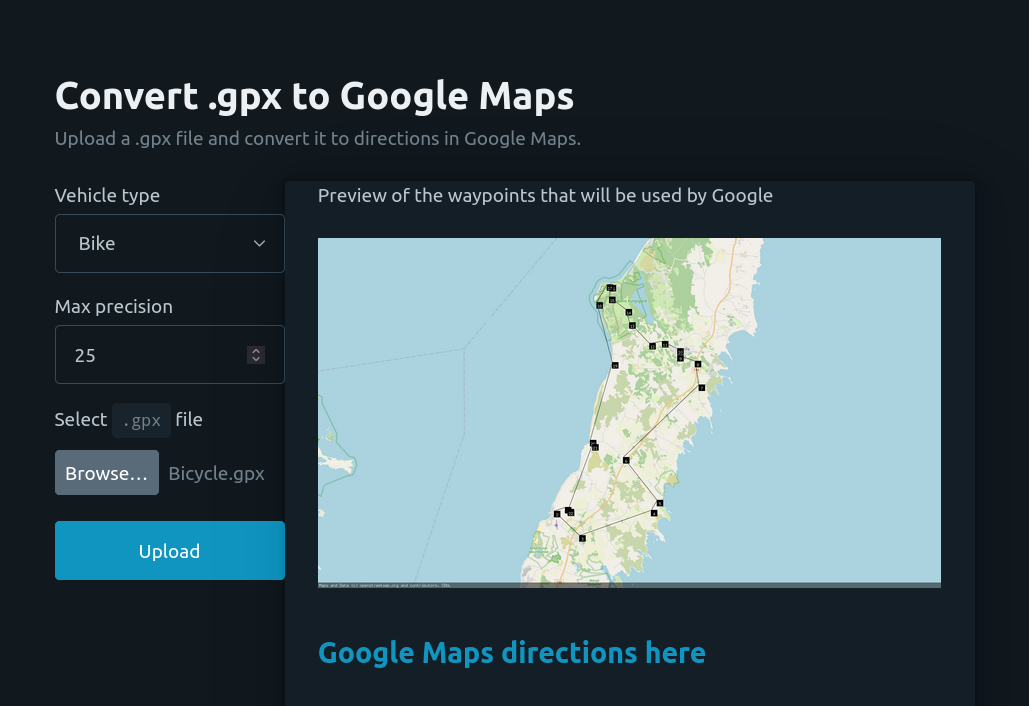 Convert .gpx to Google Maps
Upload a .gpx file and convert it to directions in Google Maps.
Vehicle type
Bike
Max precision
25
Select .gpx file
Browse... Bicycle.gpx
Upload
Preview of the waypoints that will be used by Google
Google Maps directions here